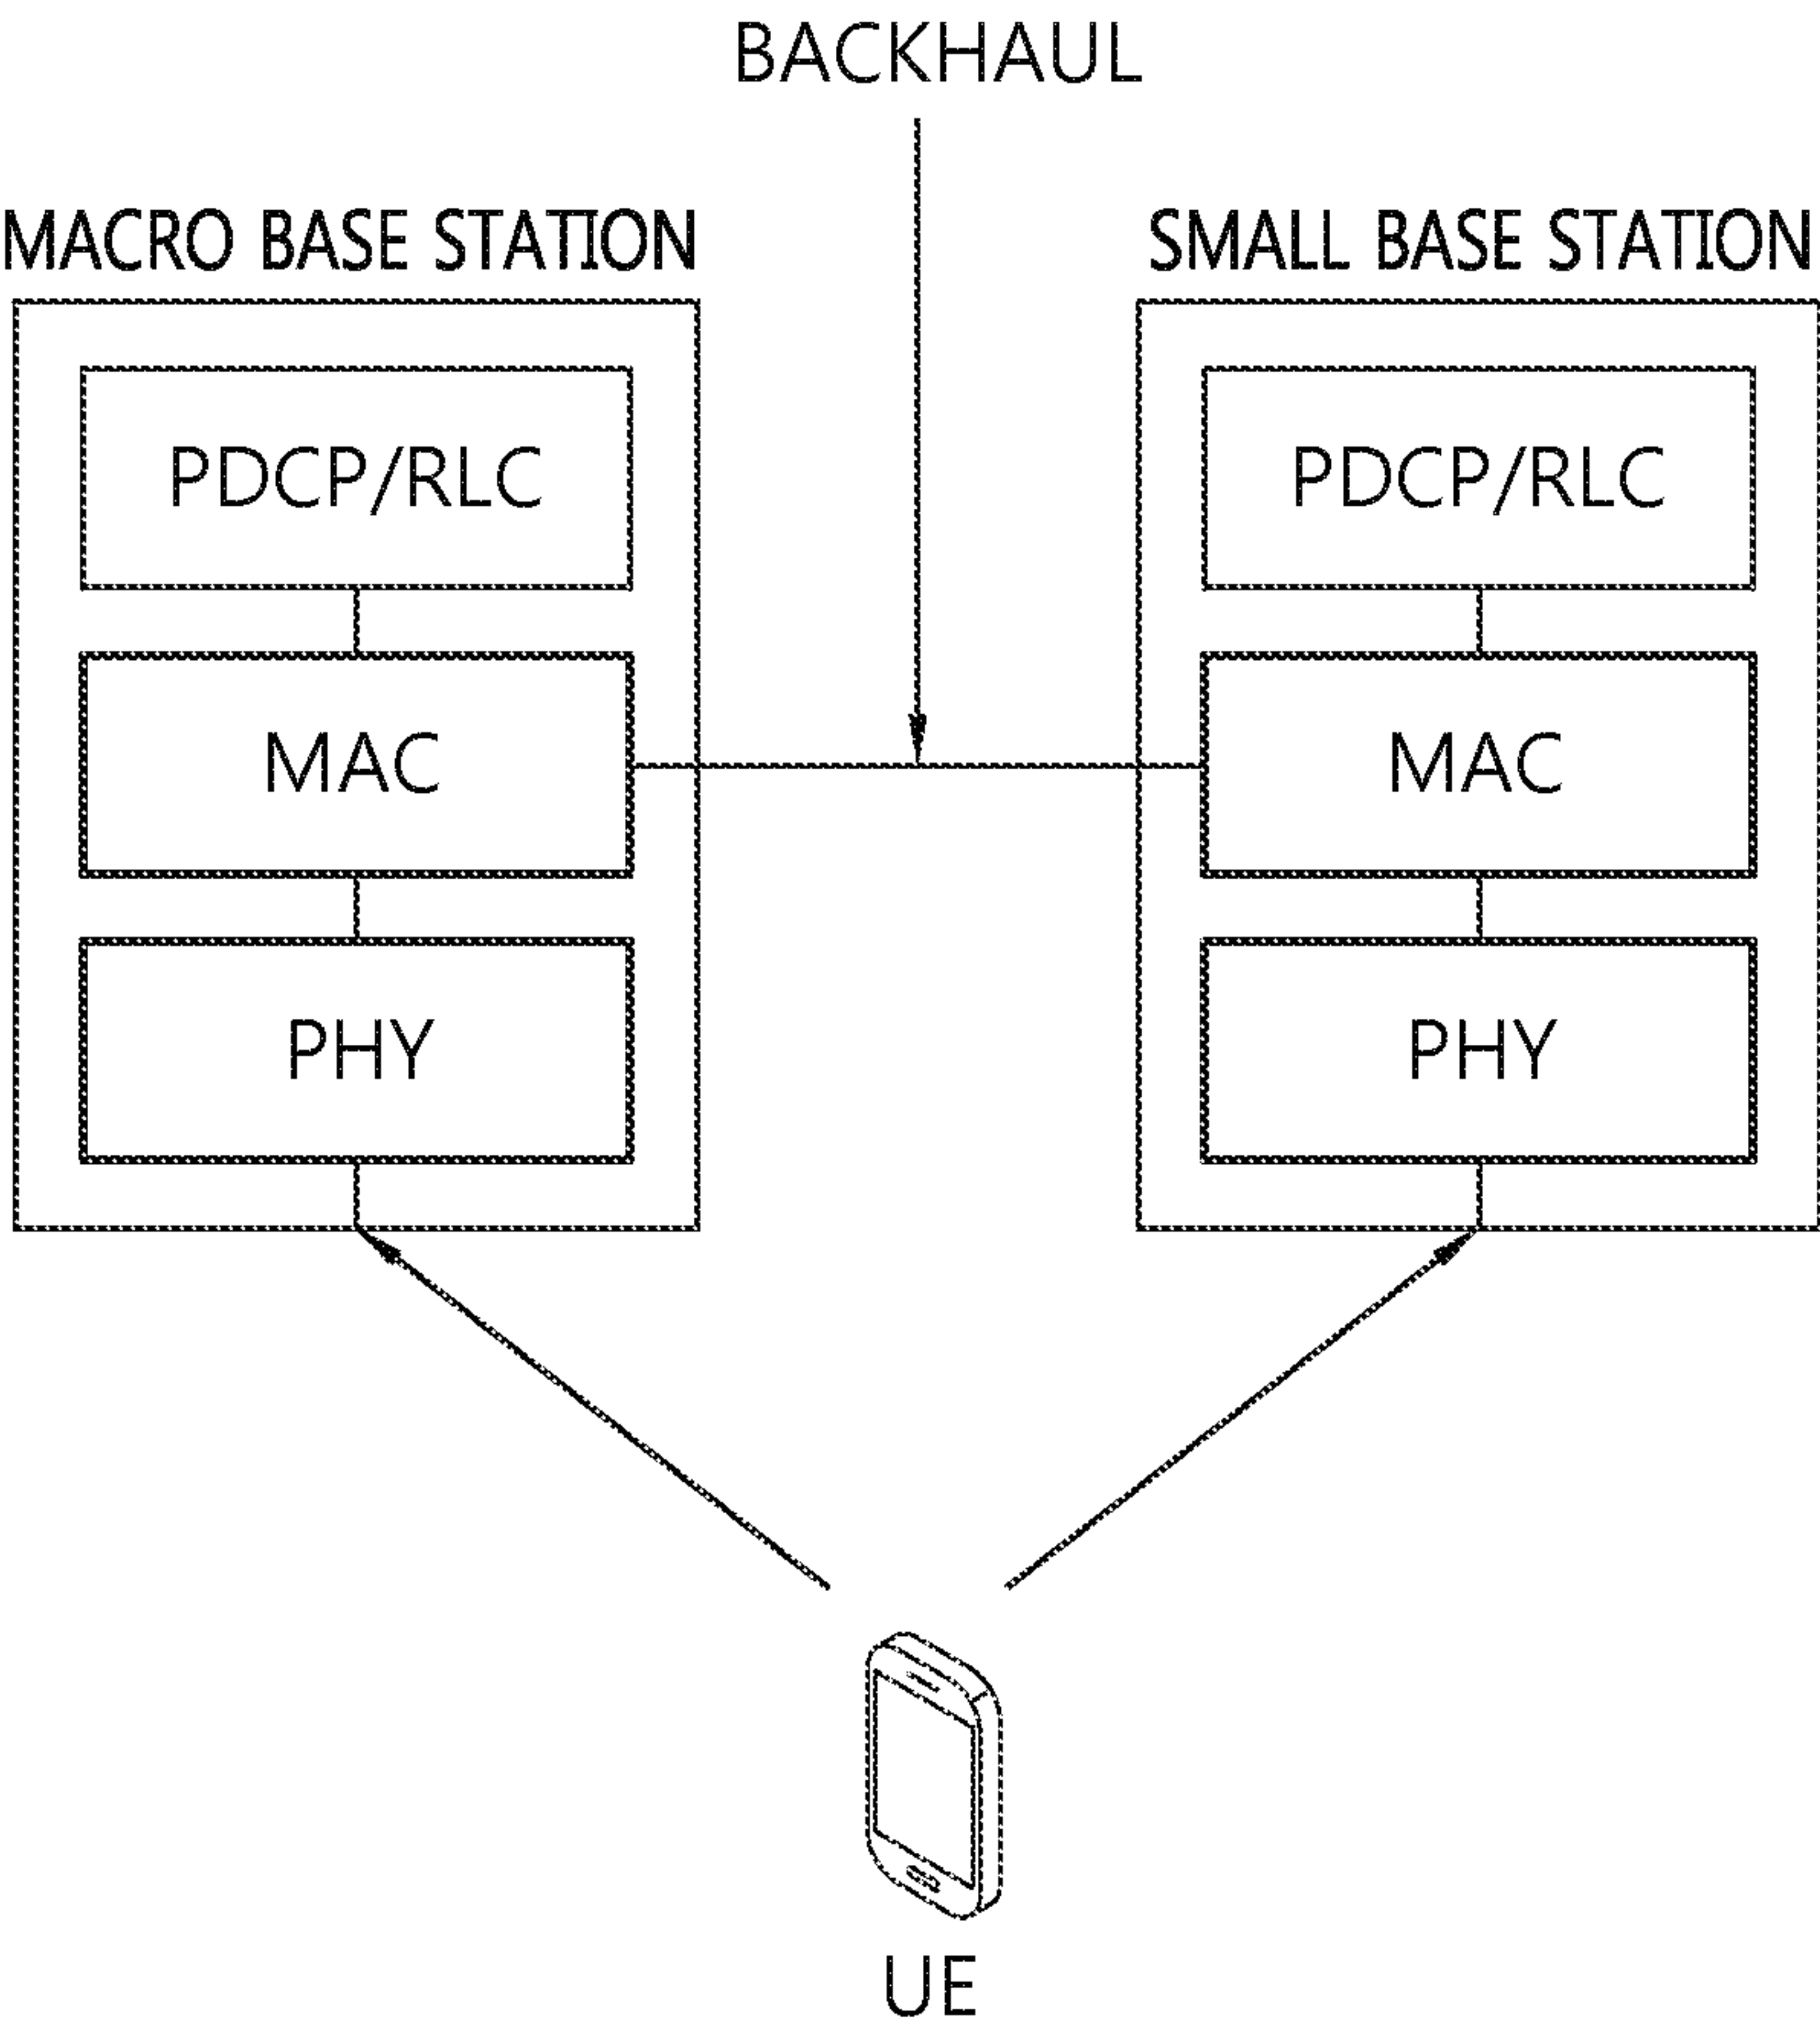 BACKHAUL
MACRO BASE STATION
SMALL BASE STATION
PDCP/RLC
PDCP/RLC
MAC
MAC
PHY
PHY
UE